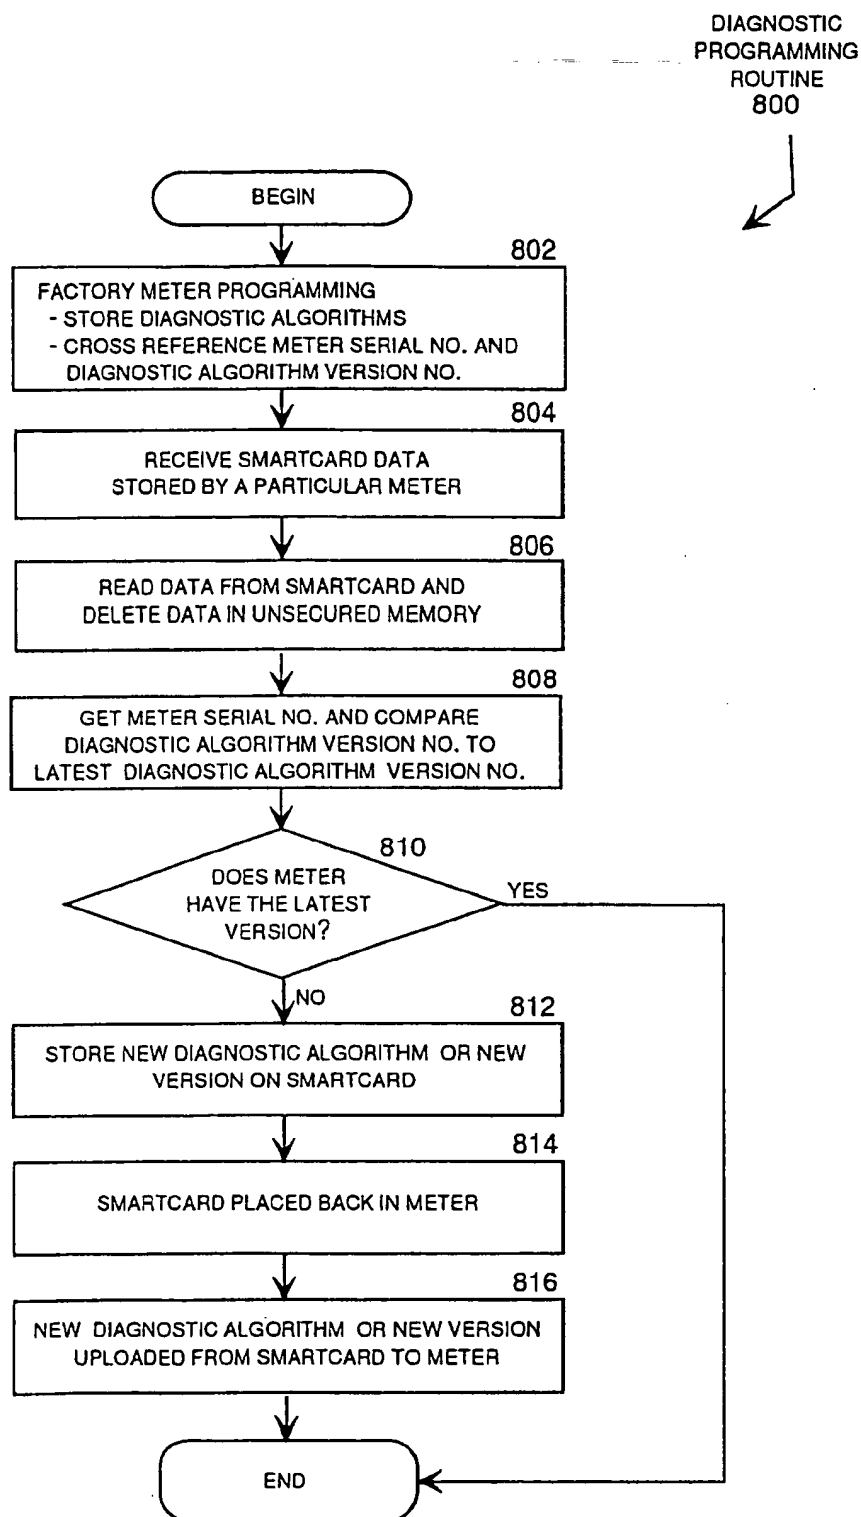 DIAGNOSTIC
PROGRAMMING
ROUTINE
800
BEGIN
802
FACTORY METER PROGRAMMING
- STORE DIAGNOSTIC ALGORITHMS
- CROSS REFERENCE METER SERIAL NO. AND
DIAGNOSTIC ALGORITHM VERSION NO.
804
RECEIVE SMARTCARD DATA
STORED BY A PARTICULAR METER
806
READ DATA FROM SMARTCARD AND
DELETE DATA IN UNSECURED MEMORY
808
GET METER SERIAL NO. AND COMPARE
DIAGNOSTIC ALGORITHM VERSION NO. TO
LATEST DIAGNOSTIC ALGORITHM VERSION NO.
810
DOES METER
HAVE THE LATEST
VERSION?
YES
NO
812
STORE NEW DIAGNOSTIC ALGORITHM OR NEW
VERSION ON SMARTCARD
814
SMARTCARD PLACED BACK IN METER
816
NEW DIAGNOSTIC ALGORITHM OR NEW VERSION
UPLOADED FROM SMARTCARD TO METER
END